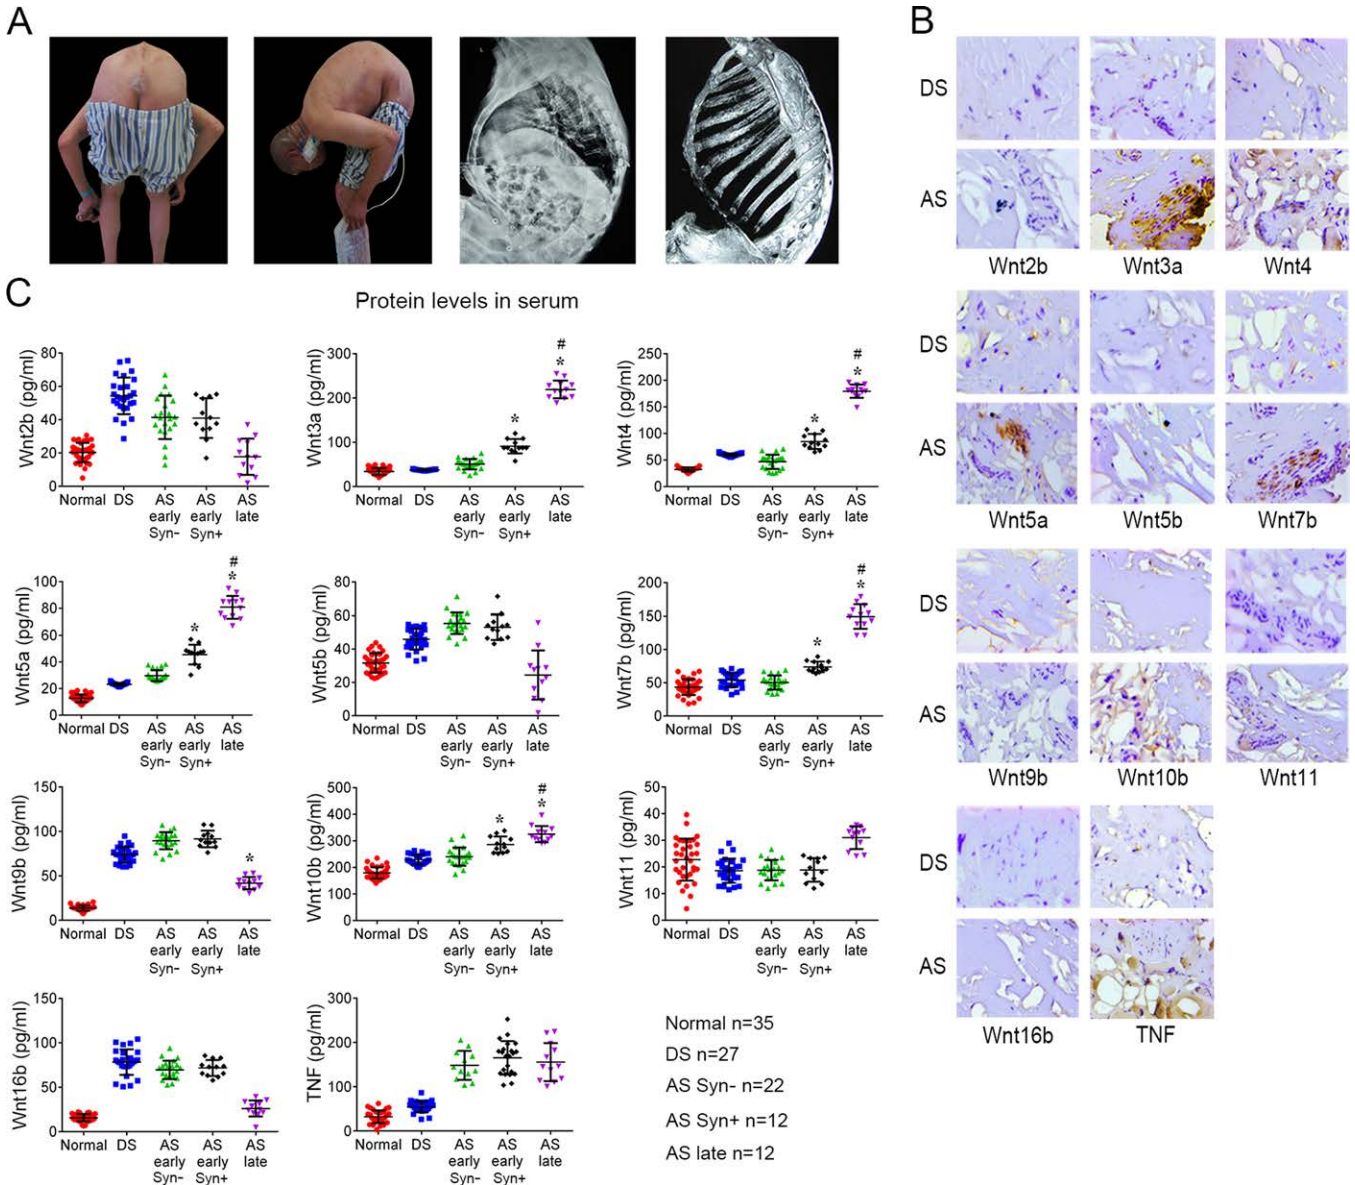 A
B
DS
AS
Wnt2b Wnt3a Wnt4
DS
AS
Wnt5a Wnt5b Wnt7b
DS
AS
Wnt9b Wnt10b Wnt11
DS
AS
Wnt16b TNF
C
Protein levels in serum
Wnt2b (pg/ml)
80
60
40
20
0
Normal DS AS AS AS
early early late
Syn- Syn+
Wnt3a (pg/ml)
300
200
100
0
* * #
Normal DS AS AS AS
early early late
Syn- Syn+
Wnt4 (pg/ml)
250
200
150
100
50
0
* * #
Normal DS AS AS AS
early early late
Syn- Syn+
Wnt5a (pg/ml)
100
80
60
40
20
0
* * #
Normal DS AS AS AS
early early late
Syn- Syn+
Wnt5b (pg/ml)
80
60
40
20
0
Normal DS AS AS AS
early early late
Syn- Syn+
Wnt7b (pg/ml)
200
150
100
50
0
* * #
Normal DS AS AS AS
early early late
Syn- Syn+
Wnt9b (pg/ml)
150
100
50
0
*
Normal DS AS AS AS
early early late
Syn- Syn+
Wnt10b (pg/ml)
500
400
300
200
100
0
* * #
Normal DS AS AS AS
early early late
Syn- Syn+
Wnt11 (pg/ml)
50
40
30
20
10
0
Normal DS AS AS AS
early early late
Syn- Syn+
Wnt16b (pg/ml)
150
100
50
0
Normal DS AS AS AS
early early late
Syn- Syn+
TNF (pg/ml)
300
200
100
0
Normal DS AS AS AS
early early late
Syn- Syn+
Normal n=35
DS n=27
AS Syn- n=22
AS Syn+ n=12
AS late n=12